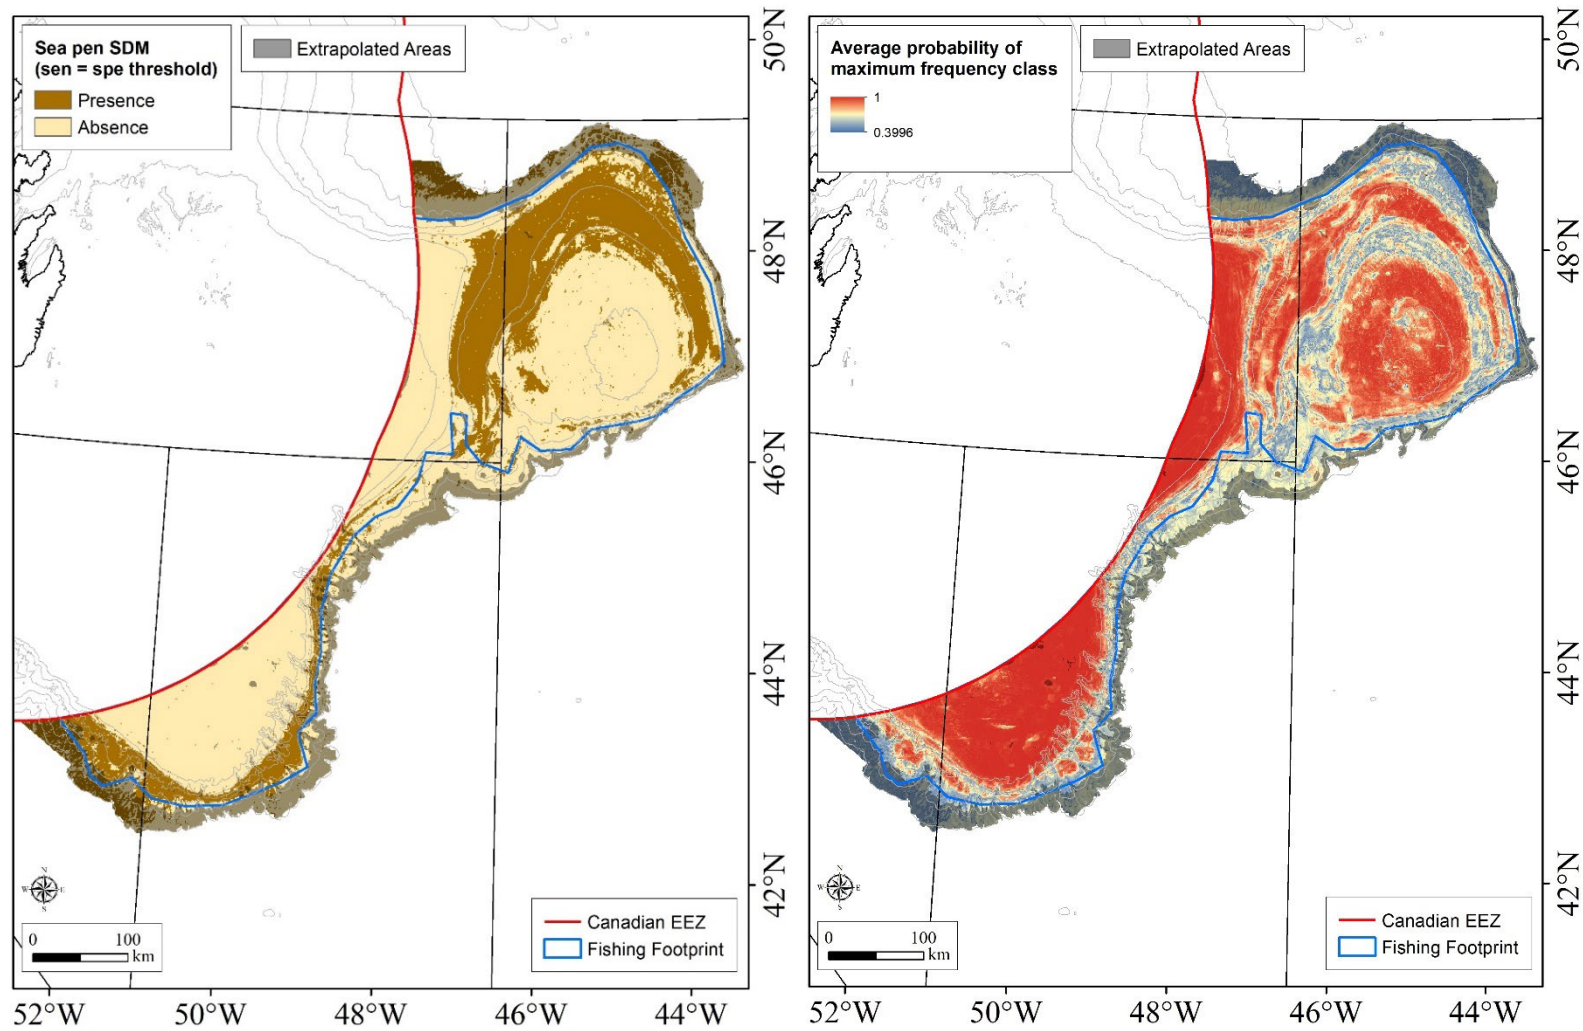 Sea pen SDM
(sen = spe threshold)
Presence
Absence
Extrapolated Areas
N
W
E
S
0 100
km
Canadian EEZ
Fishing Footprint
50°N
48°N
46°N
44°N
42°N
52°W 50°W 48°W 46°W 44°W
Average probability of
maximum frequency class
1
0.3996
Extrapolated Areas
N
W
E
S
0 100
km
Canadian EEZ
Fishing Footprint
50°N
48°N
46°N
44°N
42°N
52°W 50°W 48°W 46°W 44°W